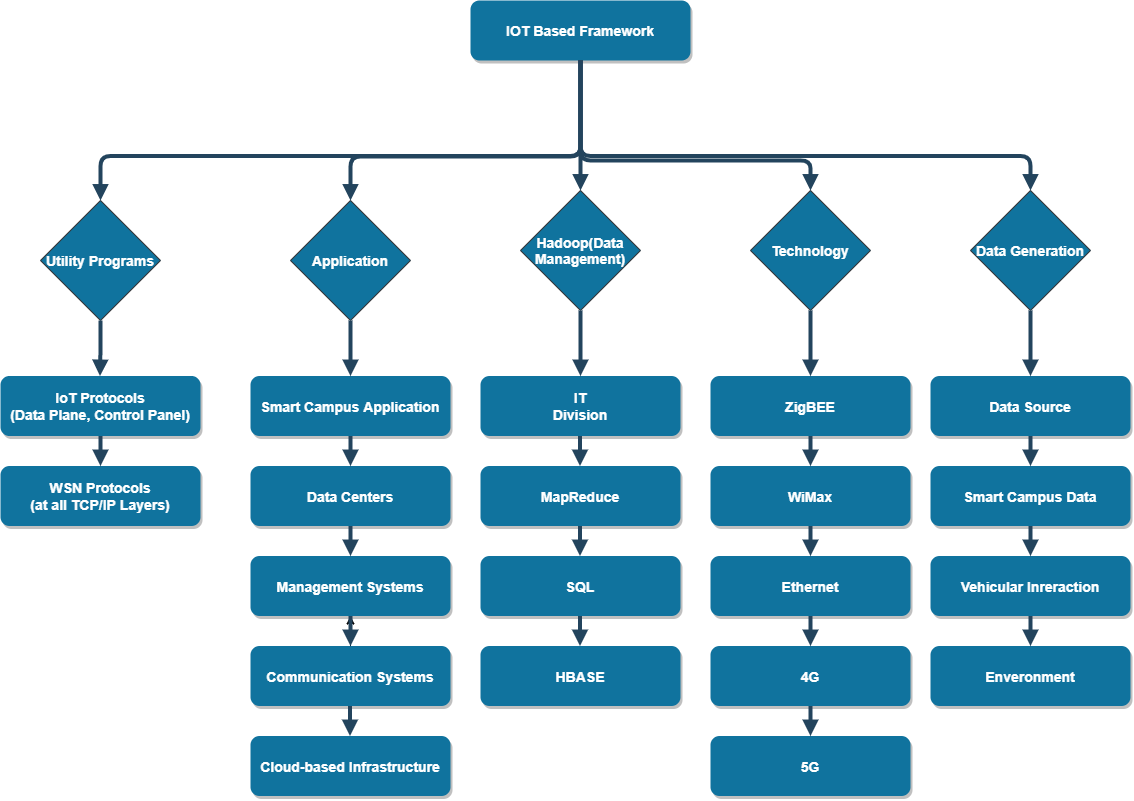 IOT Based Framework
Utility Programs
Application
Hadoop(Data
Management)
Technology
Data Generation
IoT Protocols
(Data Plane, Control Panel)
WSN Protocols
(at all TCP/IP Layers)
Smart Campus Application
Data Centers
Management Systems
Communication Systems
Cloud-based Infrastructure
IT
Division
MapReduce
SQL
HBASE
ZigBEE
WiMax
Ethernet
4G
5G
Data Source
Smart Campus Data
Vehicular Inreraction
Enveronment